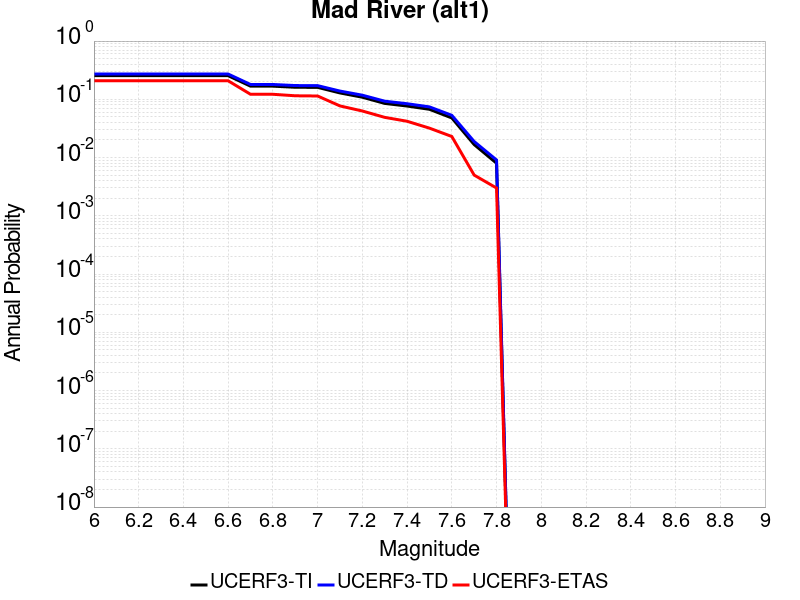 Mad River (alt1)
10^0
10^-1
10^-2
10^-3
10^-4
10^-5
10^-6
10^-7
10^-8
Annual Probability
6 6.2 6.4 6.6 6.8 7 7.2 7.4 7.6 7.8 8 8.2 8.4 8.6 8.8 9
Magnitude
UCERF3-TI UCERF3-TD UCERF3-ETAS